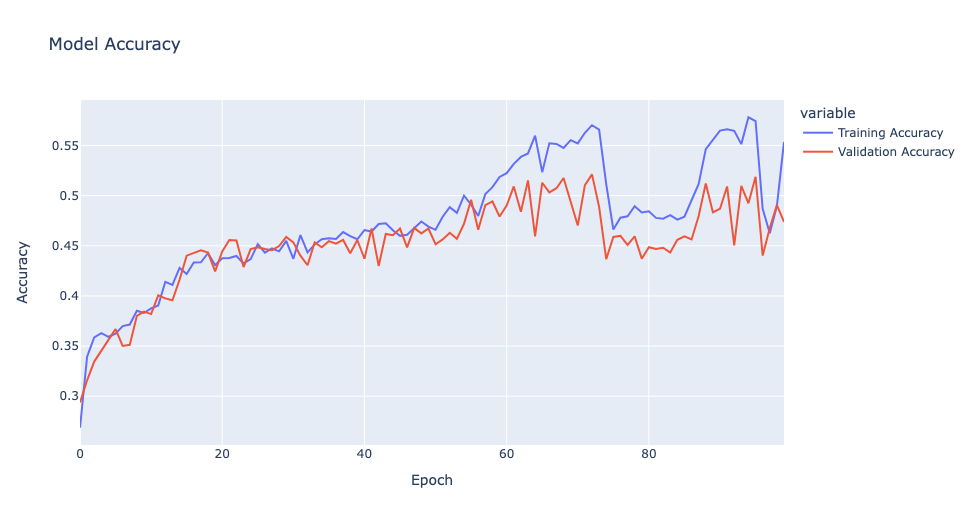 Model Accuracy
variable
Training Accuracy
Validation Accuracy
Accuracy
0.55
0.5
0.45
0.4
0.35
0.3
0
20
40
60
80
Epoch